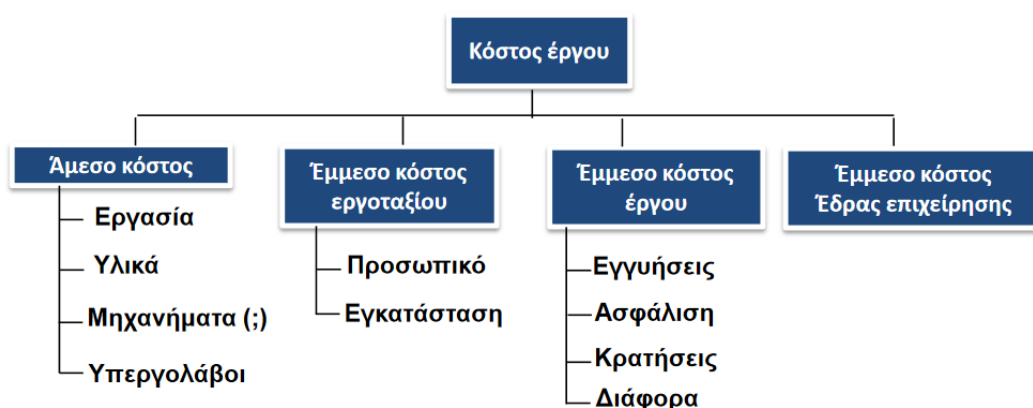 Κόστος έργου
Άμεσο κόστος
Εργασία
Υλικά
Μηχανήματα (;)
Υπεργολάβοι
Έμμεσο κόστος
εργοταξίου
Προσωπικό
Εγκατάσταση
Έμμεσο κόστος
έργου
Εγγυήσεις
Ασφάλιση
Κρατήσεις
Διάφορα
Έμμεσο κόστος
Έδρας επιχείρησης